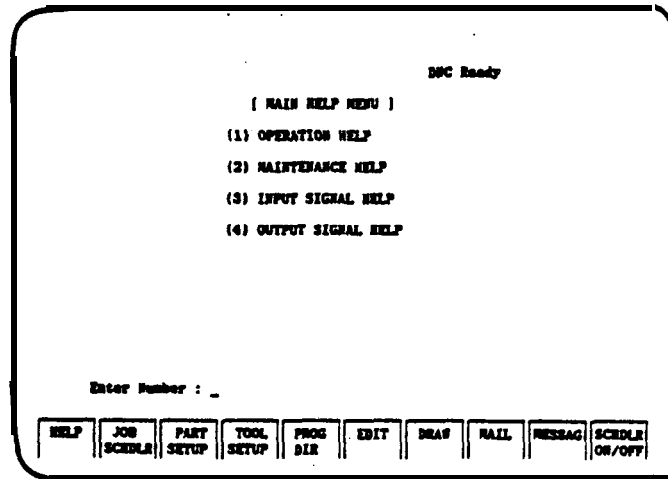 DNC Ready
[ MAIN HELP MENU ]
(1) OPERATION HELP
(2) MAINTENANCE HELP
(3) INPUT SIGNAL HELP
(4) OUTPUT SIGNAL HELP
Enter Number : _
HELP JOB SCHDLR PART SETUP TOOL SETUP PROG DIR EDIT DRAW MAIL MESSAG SCHDLR ON/OFF